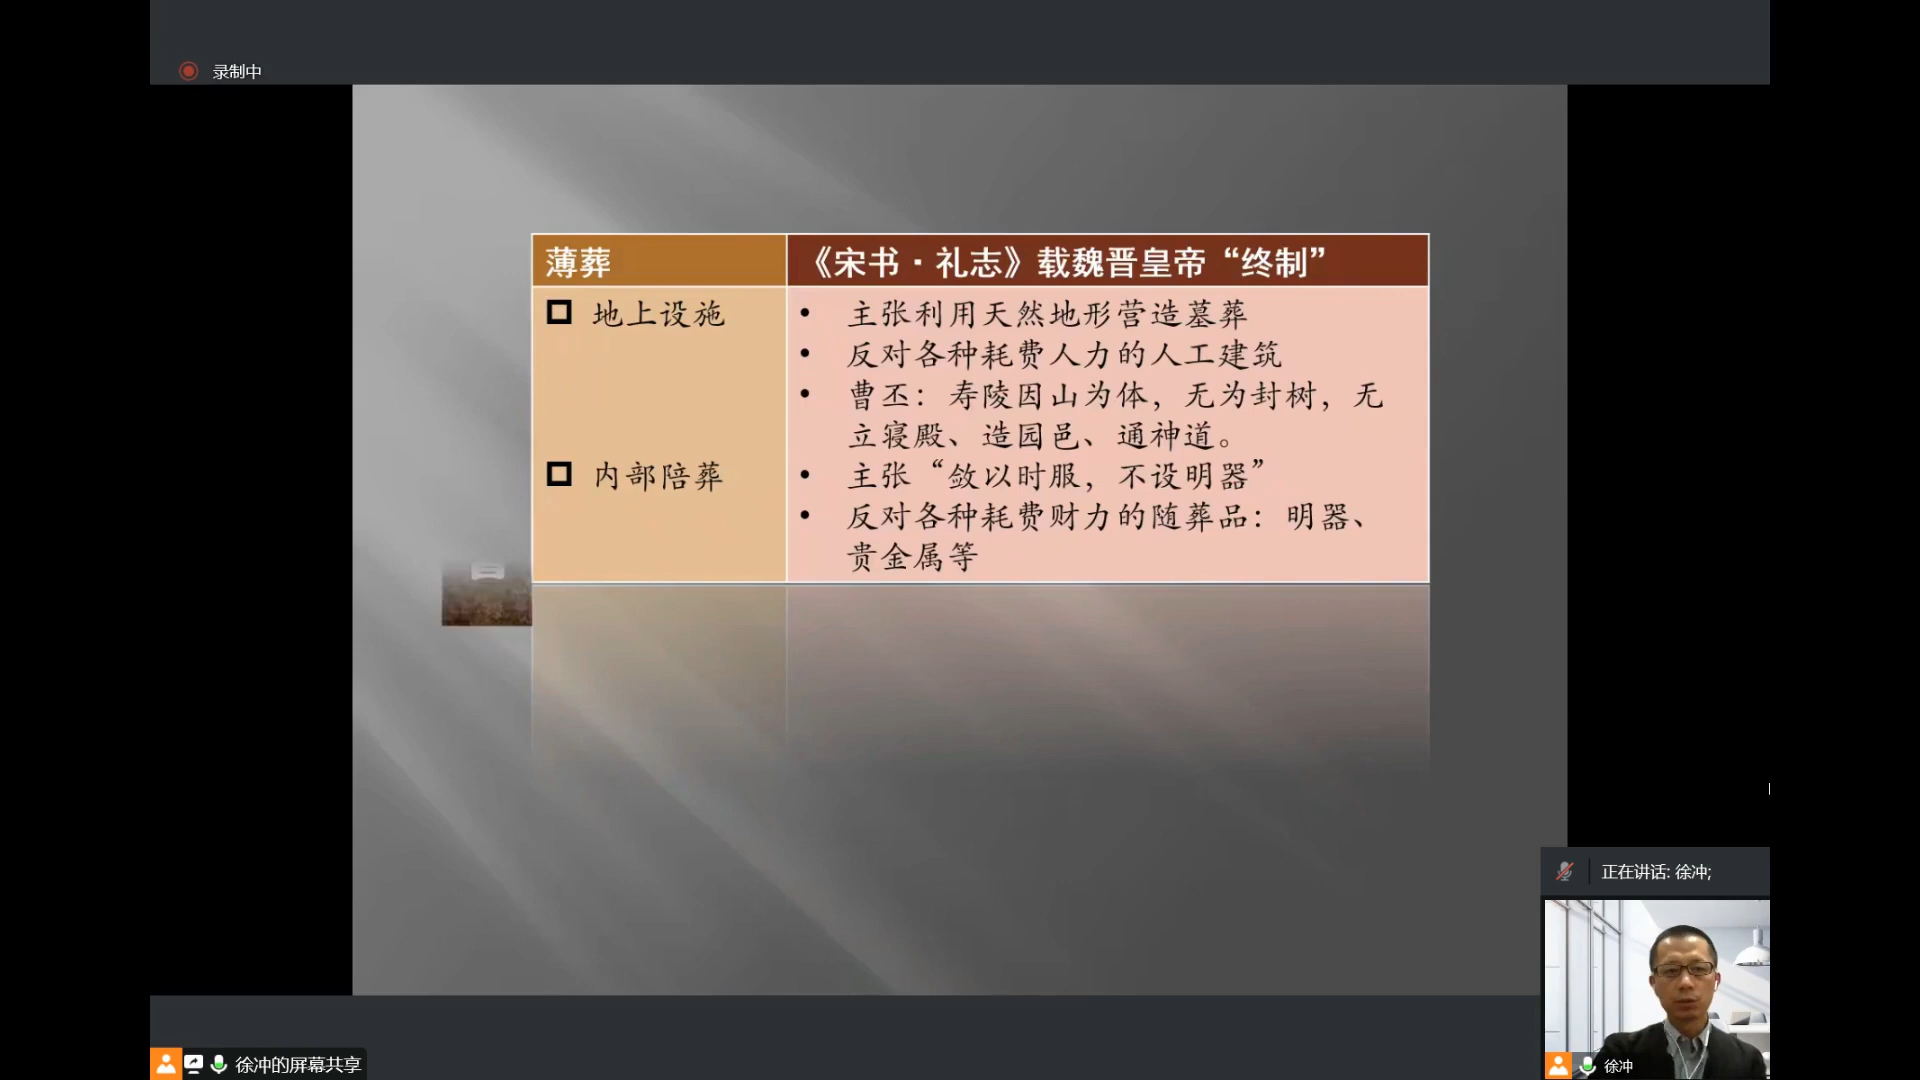 录制中
薄葬
《宋书·礼志》载魏晋皇帝“终制”
地上设施
• 主张利用天然地形营造墓葬
• 反对各种耗费人力的人工建筑
• 曹丕：寿陵因山为体，无为封树，无
立寝殿、造园邑、通神道。
内部陪葬
• 主张“敛以时服，不设明器”
• 反对各种耗费财力的随葬品：明器、
贵金属等
正在讲话: 徐冲;
徐冲
徐冲的屏幕共享